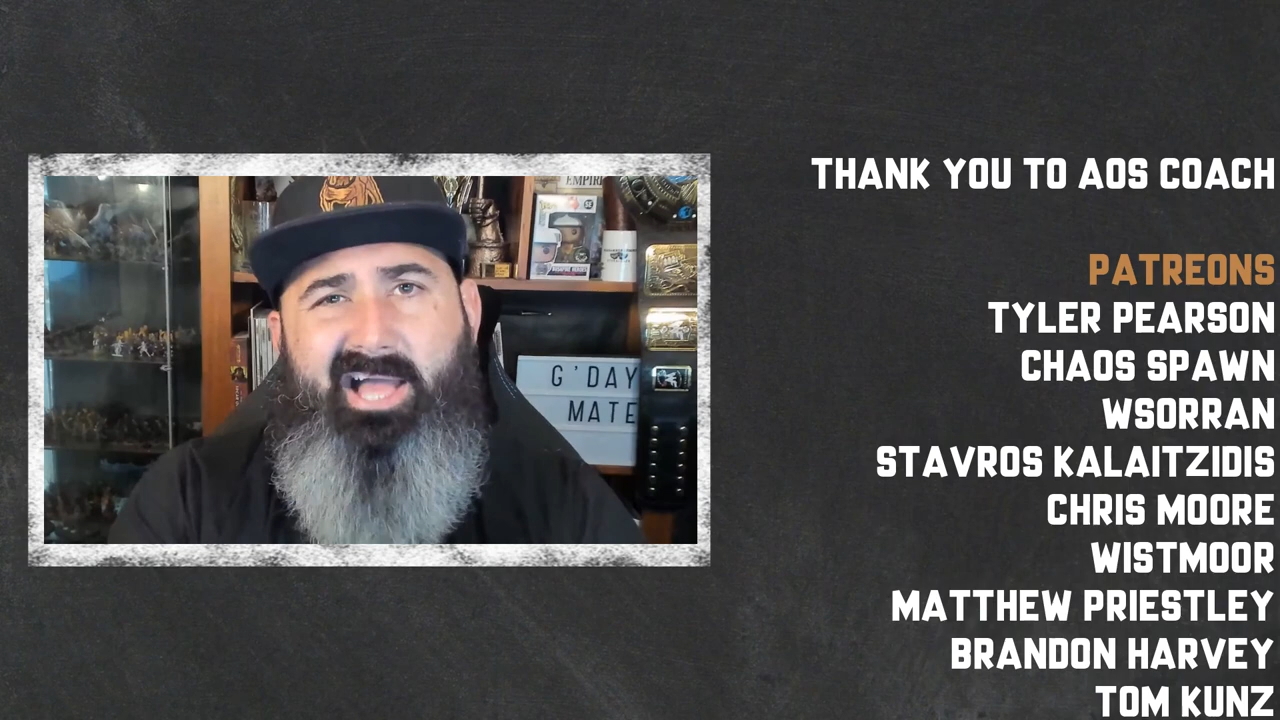 EMPIRE
G'DAY
MATE
THANK YOU TO AOS COACH
PATREONS
TYLER PEARSON
CHAOS SPAWN
WSORRAN
STAVROS KALAITZIDIS
CHRIS MOORE
WISTMOOR
MATTHEW PRIESTLEY
BRANDON HARVEY
TOM KUNZ